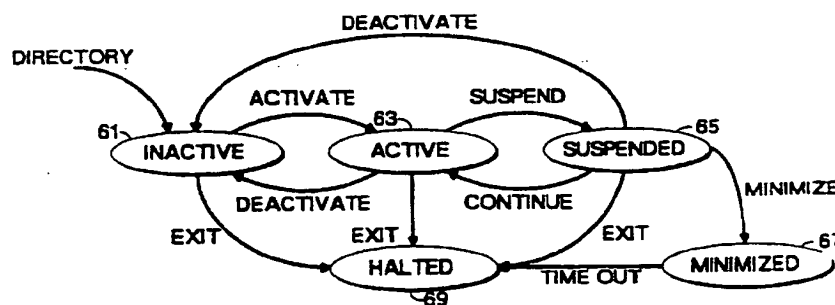 DEACTIVATE
DIRECTORY
ACTIVATE
SUSPEND
61
63
65
INACTIVE
ACTIVE
SUSPENDED
DEACTIVATE
CONTINUE
MINIMIZE
EXIT
EXIT
EXIT
67
HALTED
TIME OUT
MINIMIZED
69